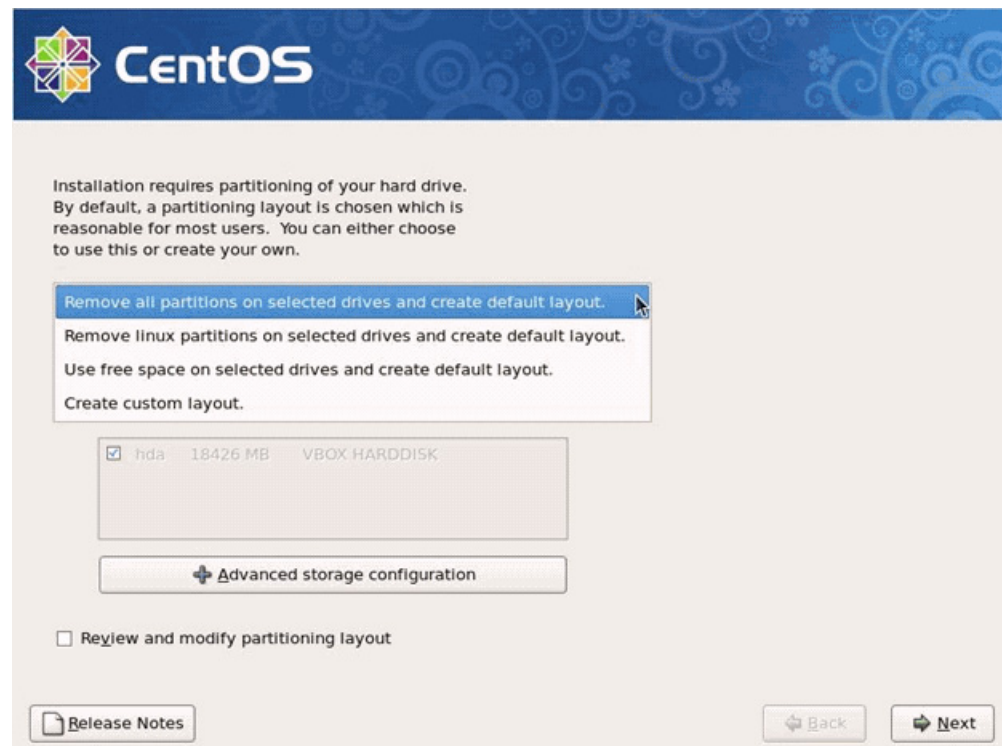 CentOS
Installation requires partitioning of your hard drive.
By default, a partitioning layout is chosen which is
reasonable for most users.  You can either choose
to use this or create your own.
Remove all partitions on selected drives and create default layout.
Remove linux partitions on selected drives and create default layout.
Use free space on selected drives and create default layout.
Create custom layout.
hda 18426 MB VBOX HARDDISK
Advanced storage configuration
Review and modify partitioning layout
Release Notes
Back
Next